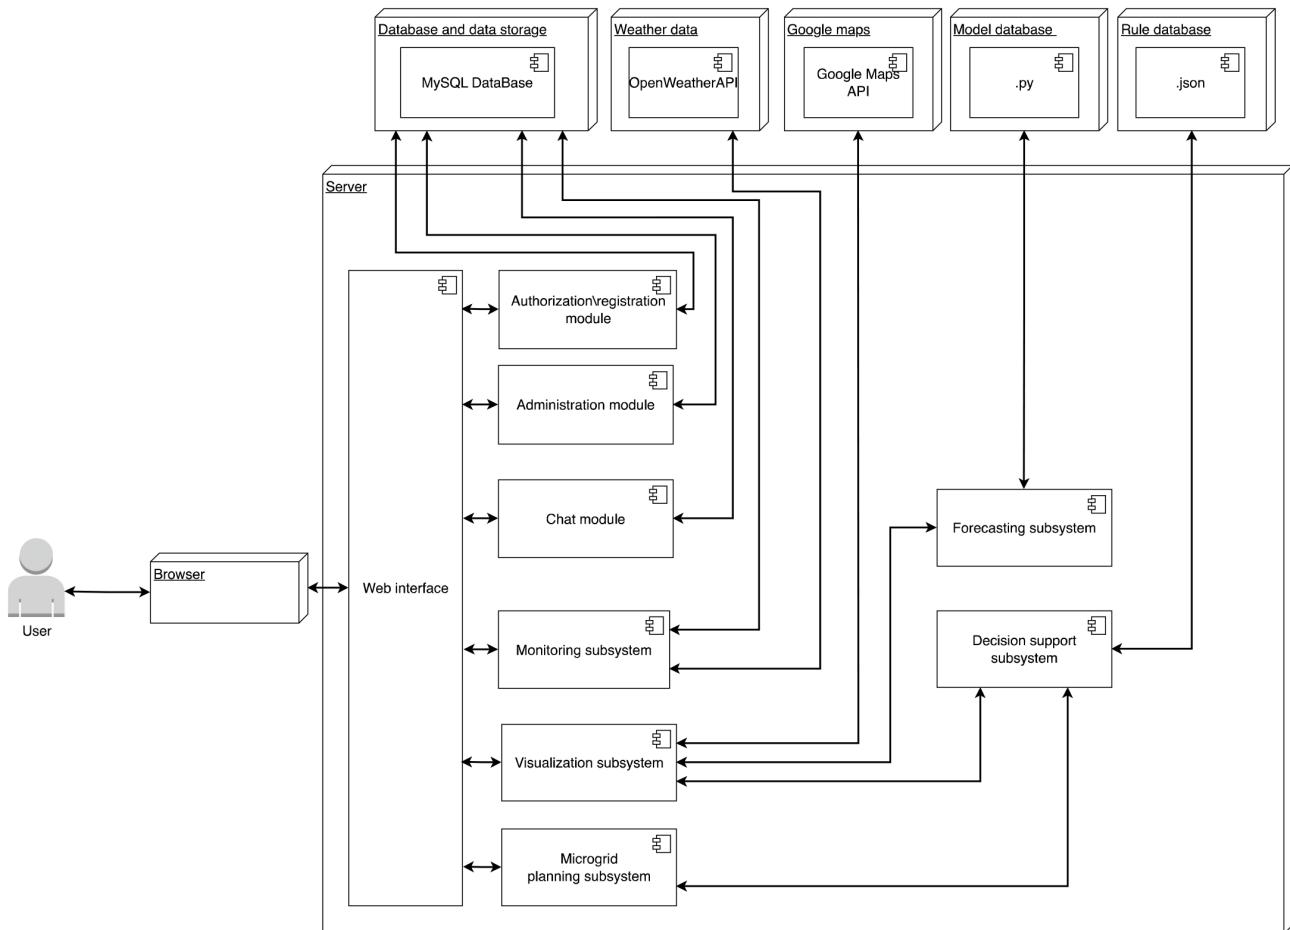 Database and data storage
MySQL DataBase
Weather data
OpenWeatherAPI
Google maps
Google Maps
API
Model database
.py
Rule database
.json
Server
Authorization\registration
module
Administration module
Chat module
Forecasting subsystem
User
Browser
Web interface
Monitoring subsystem
Decision support
subsystem
Visualization subsystem
Microgrid
planning subsystem